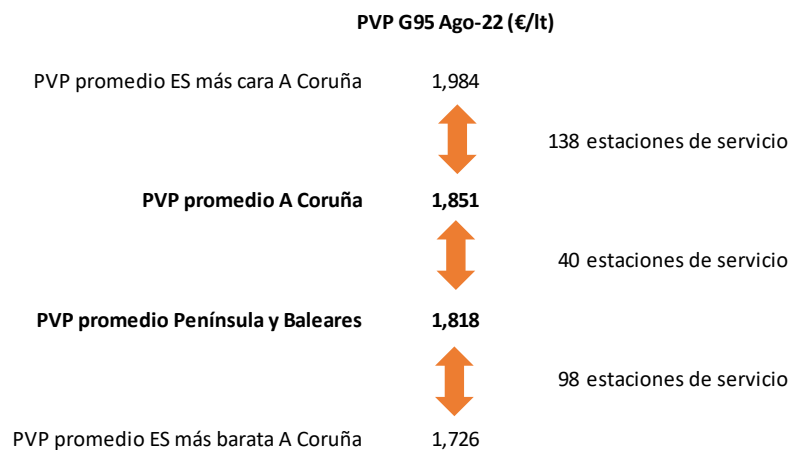 PVP G95 Ago-22 (€/lt)
PVP promedio ES más cara A Coruña 1,984
138 estaciones de servicio
PVP promedio A Coruña 1,851
40 estaciones de servicio
PVP promedio Península y Baleares 1,818
98 estaciones de servicio
PVP promedio ES más barata A Coruña 1,726